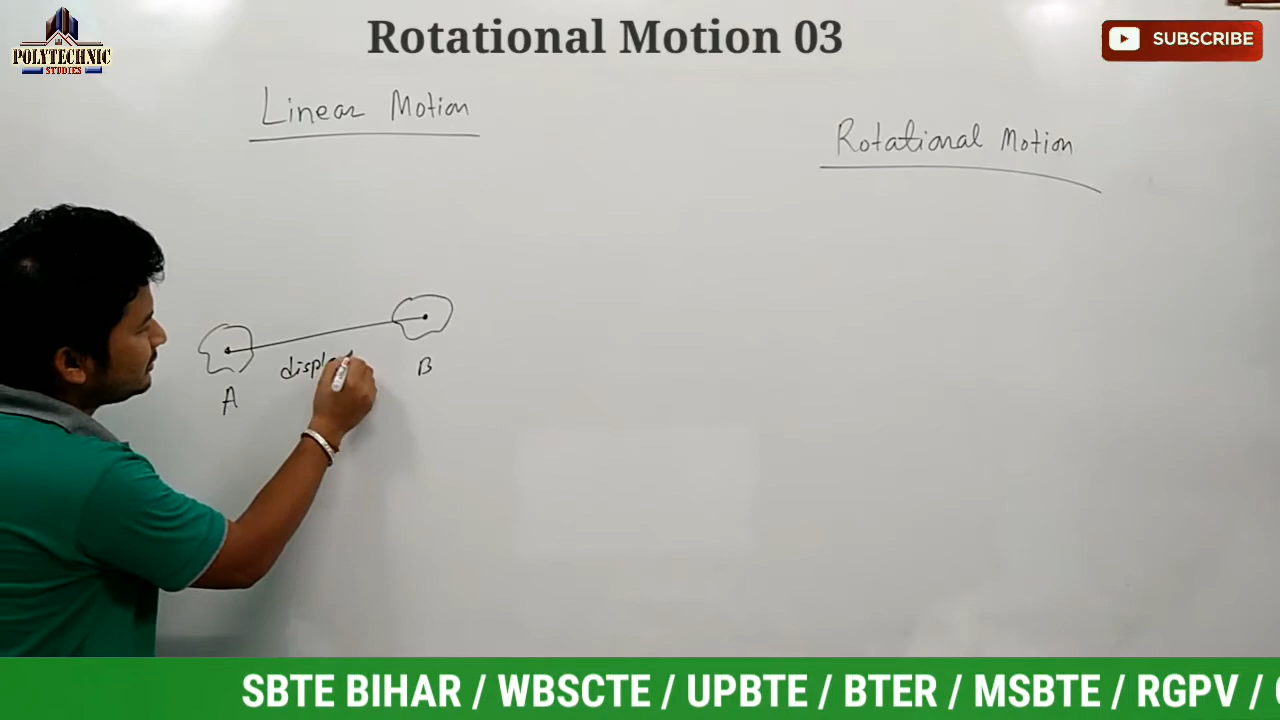 Rotational Motion 03
POLYTECHNIC
STUDIES
SUBSCRIBE
Linear Motion
Rotational Motion
A
B
SBTE BIHAR / WBSCTE / UPBTE / BTER / MSBTE / RGPV /